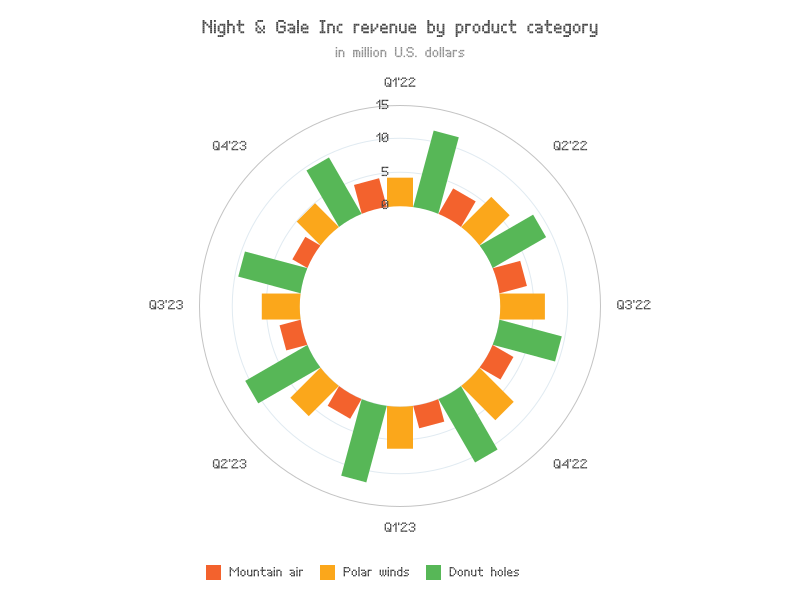 Night & Gale Inc revenue by product category
in million U.S. dollars
Q1'22
15
10
5
0
Q2'22
Q3'22
Q4'22
Q1'23
Q2'23
Q3'23
Q4'23
Mountain air
Polar winds
Donut holes